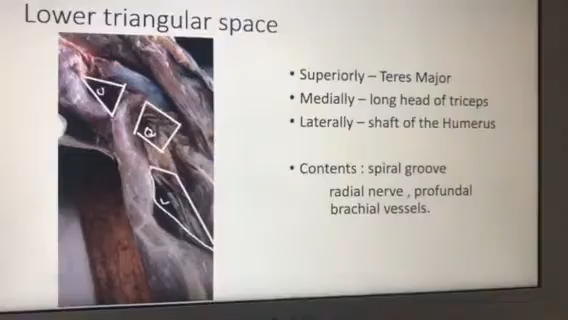 Lower triangular space
U
Q
L
• Superiorly – Teres Major
• Medially – long head of triceps
• Laterally – shaft of the Humerus
• Contents : spiral groove
radial nerve , profundal
brachial vessels.